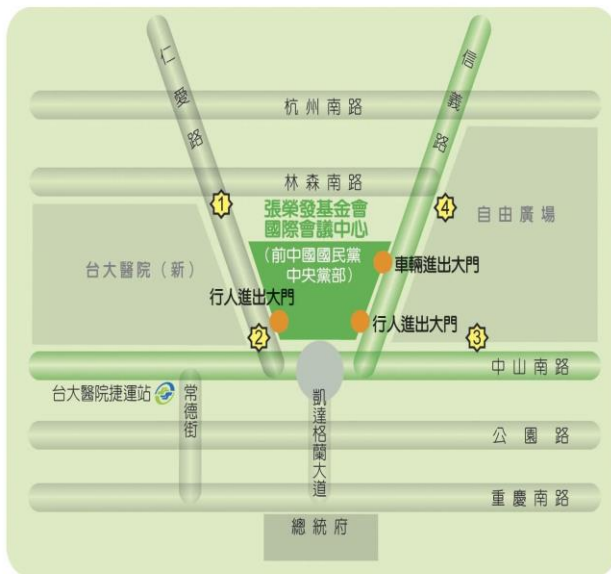 仁愛路
信義路
杭州南路
林森南路
1
4
張榮發基金會
國際會議中心
自由廣場
(前中國國民黨
中央黨部)
台大醫院(新)
車輛進出大門
行人進出大門
行人進出大門
2
3
中山南路
台大醫院捷運站
常德街
凱達格蘭大道
公園路
重慶南路
總統府